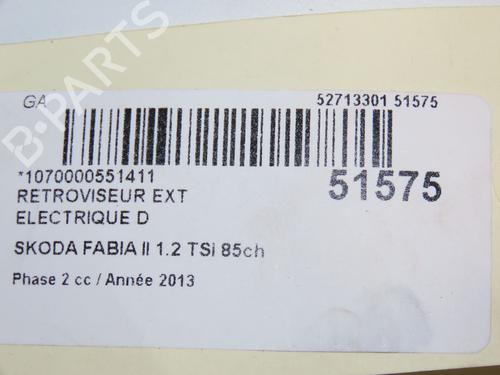 GA 52713301 51575
B-PARTS
*1070000551411 51575
RETROVISEUR EXT
ELECTRIQUE D
SKODA FABIA II 1.2 TSi 85ch
Phase 2 cc / Année 2013